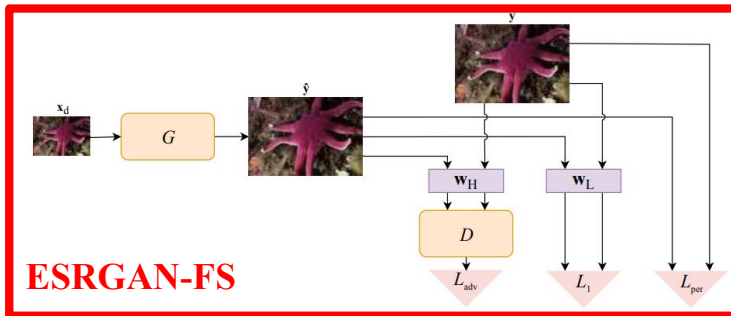 y
x_d
ŷ
G
w_H
w_L
D
ESRGAN-FS
L_adv
L_1
L_per